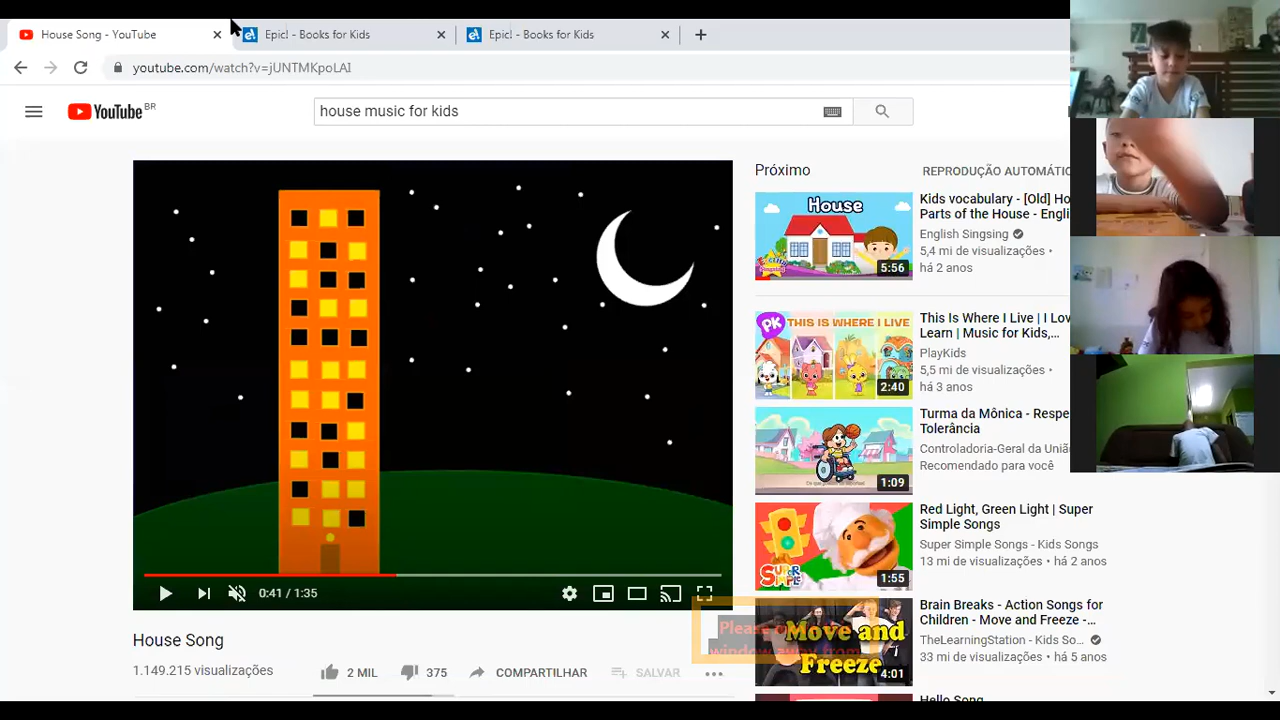 House Song - YouTube
Epic! - Books for Kids
Epic! - Books for Kids
youtube.com/watch?v=jUNTMKpoLAI
YouTube BR
house music for kids
0:41 / 1:35
House Song
1.149.215 visualizações
2 MIL
375
COMPARTILHAR
SALVAR
Próximo
REPRODUÇÃO AUTOMÁTIC
House
5:56
Kids vocabulary - [Old] Ho
Parts of the House - Engli
English Singsing
5,4 mi de visualizações •
há 2 anos
PK
THIS IS WHERE I LIVE
2:40
This Is Where I Live | I Lov
Learn | Music for Kids,...
PlayKids
5,5 mi de visualizações •
há 3 anos
1:09
Turma da Mônica - Respe
Tolerância
Controladoria-Geral da Uniã
Recomendado para você
SUPER
SIMPLE
1:55
Red Light, Green Light | Super
Simple Songs
Super Simple Songs - Kids Songs
13 mi de visualizações • há 2 anos
Please
window away from
Move and
Freeze
4:01
Brain Breaks - Action Songs for
Children - Move and Freeze -...
TheLearningStation - Kids So...
33 mi de visualizações • há 5 anos
Hello Song